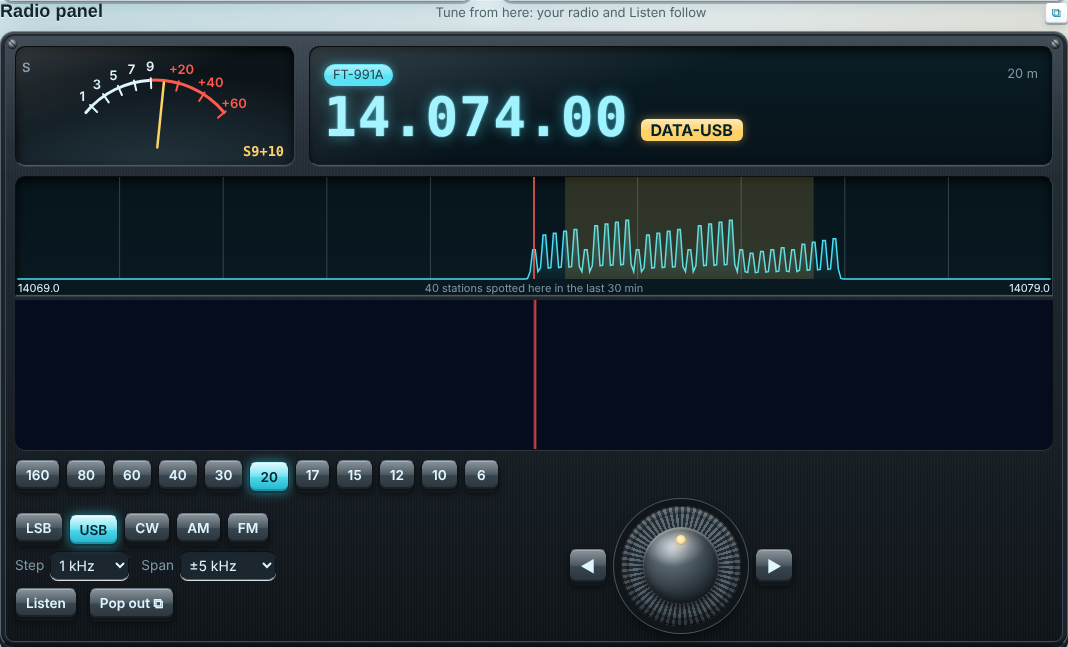 Radio panel
Tune from here: your radio and Listen follow
S
1 3 5 7 9 +20 +40 +60
S9+10
FT-991A
20 m
14.074.00 DATA-USB
14069.0 40 stations spotted here in the last 30 min 14079.0
160 80 60 40 30 20 17 15 12 10 6
LSB USB CW AM FM
Step 1 kHz Span ±5 kHz
Listen Pop out